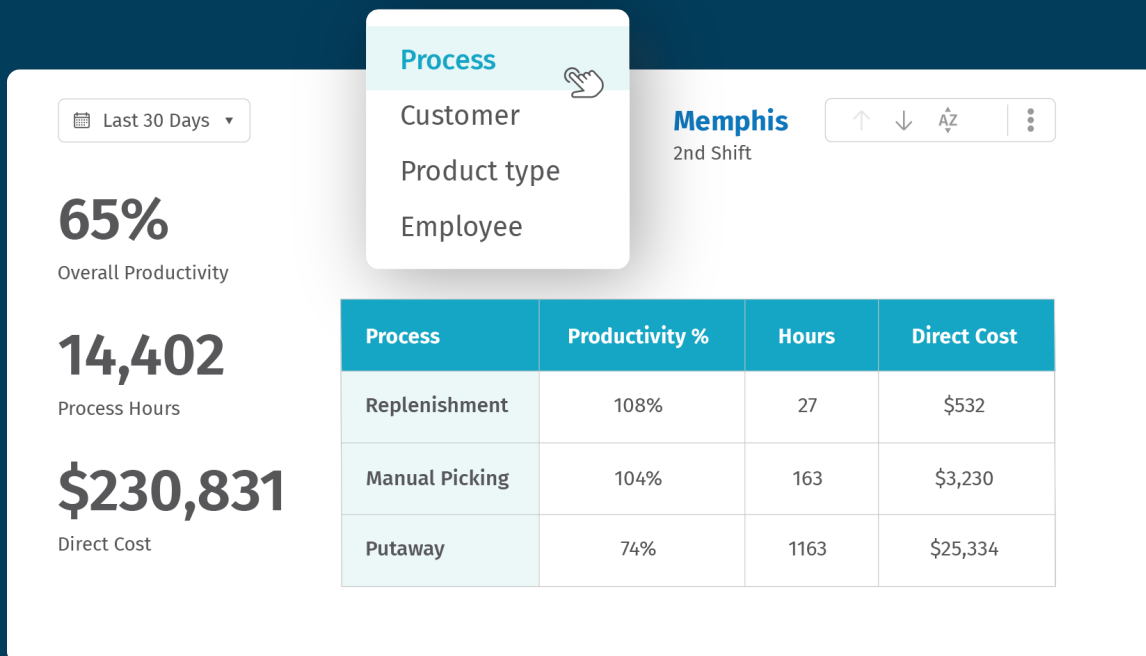 Process
Customer
Product type
Employee
Last 30 Days
Memphis
2nd Shift
AZ
65%
Overall Productivity
14,402
Process Hours
$230,831
Direct Cost
Process Productivity % Hours Direct Cost
Replenishment 108% 27 $532
Manual Picking 104% 163 $3,230
Putaway 74% 1163 $25,334